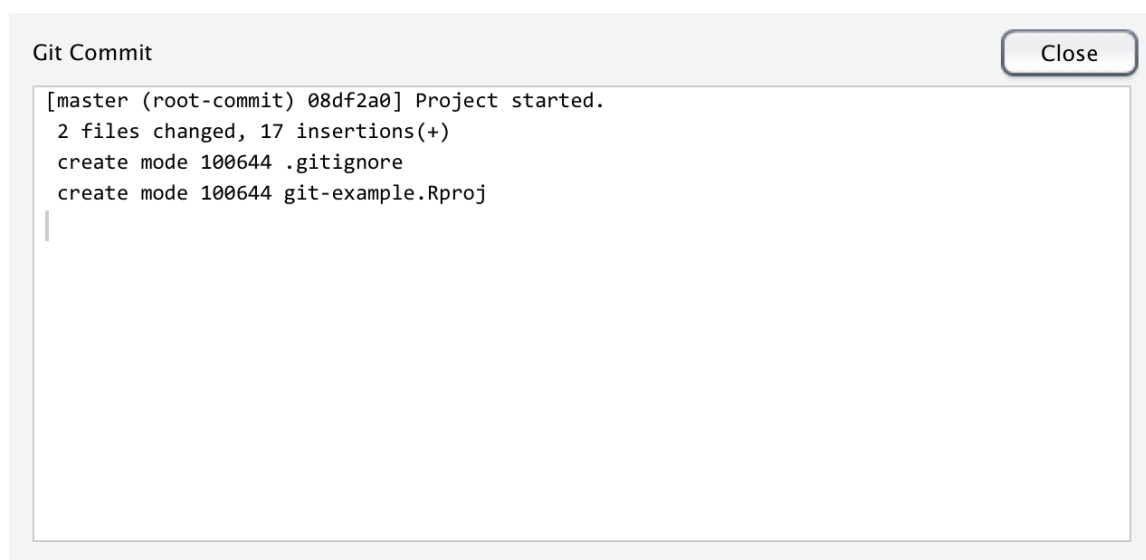 Git Commit
Close
[master (root-commit) 08df2a0] Project started.
2 files changed, 17 insertions(+)
create mode 100644 .gitignore
create mode 100644 git-example.Rproj